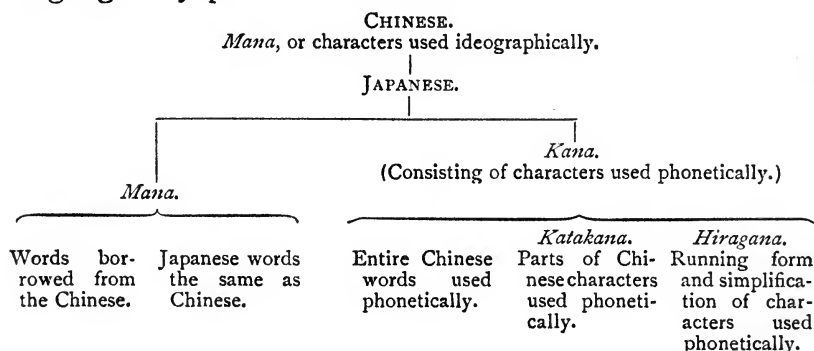 CHINESE.
Mana, or characters used ideographically.
JAPANESE.
Kana.
(Consisting of characters used phonetically.)
Mana.
Words bor-
rowed from
the Chinese.
Japanese words
the same as
Chinese.
Entire Chinese
words used
phonetically.
Katakana.
Parts of Chi-
nese characters
used phoneti-
cally.
Hiragana.
Running form
and simplifica-
tion of char-
acters used
phonetically.